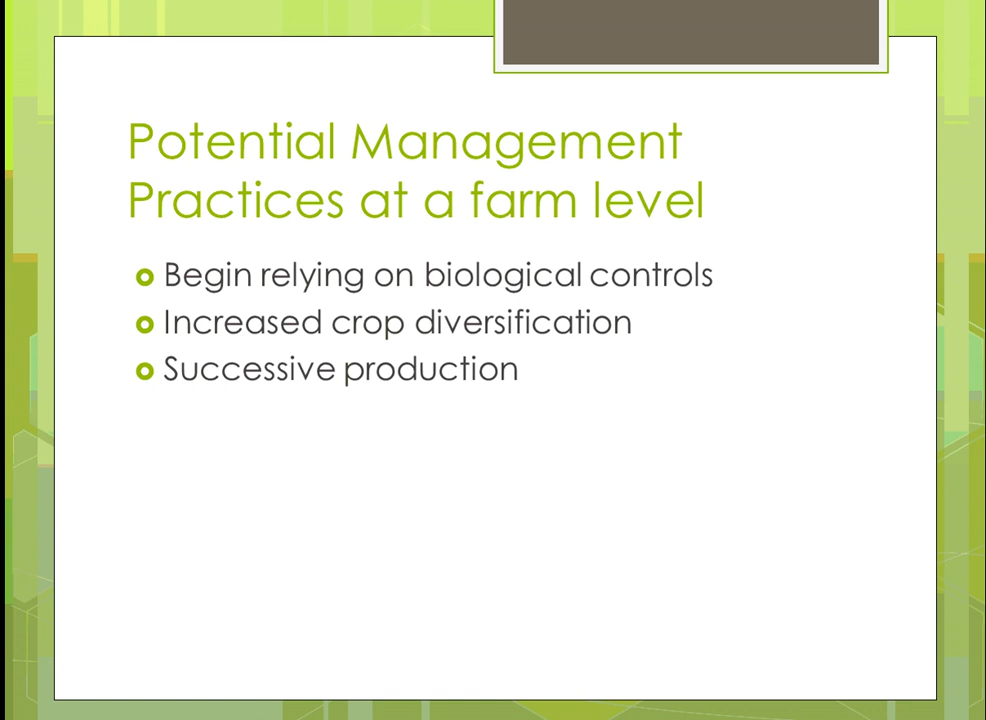 Potential Management
Practices at a farm level
Begin relying on biological controls
Increased crop diversification
Successive production